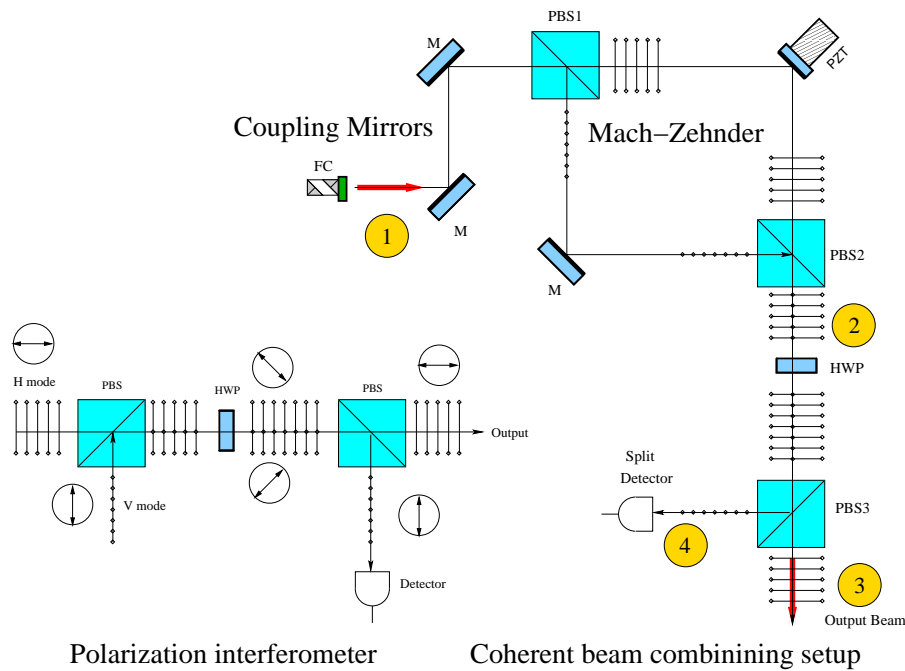 PBS1
M
PZT
Coupling Mirrors
Mach–Zehnder
FC
1
M
M
PBS2
2
HWP
H mode
PBS
HWP
PBS
Output
V mode
Detector
Split
Detector
4
PBS3
3
Output Beam
Polarization interferometer
Coherent beam combinining setup